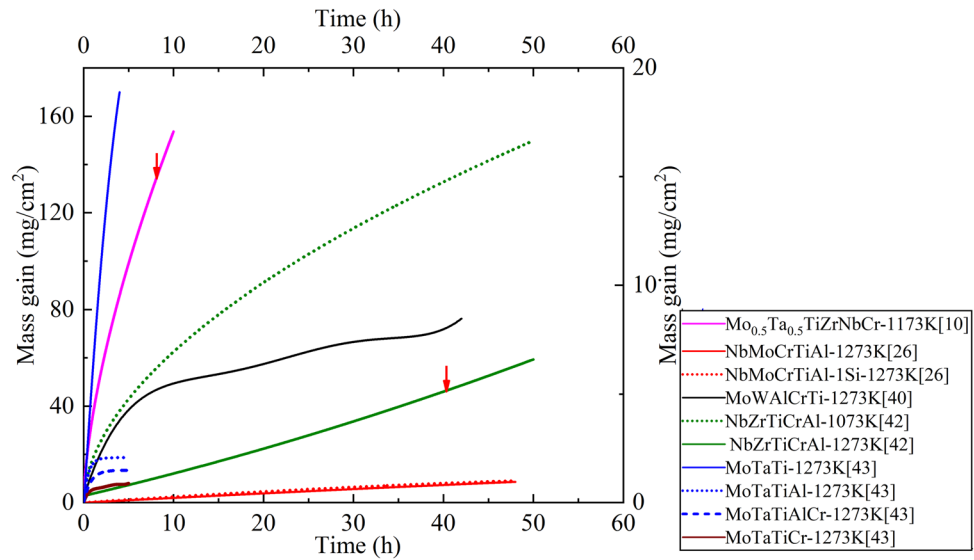 Time (h)
0 10 20 30 40 50 60
160
120
80
40
0
Mass gain (mg/cm²)
20
10
0
Mass gain (mg/cm²)
0 10 20 30 40 50 60
Time (h)
Mo₀.₅Ta₀.₅TiZrNbCr-1173K[10]
NbMoCrTiAl-1273K[26]
NbMoCrTiAl-1Si-1273K[26]
MoWAlCrTi-1273K[40]
NbZrTiCrAl-1073K[42]
NbZrTiCrAl-1273K[42]
MoTaTi-1273K[43]
MoTaTiAl-1273K[43]
MoTaTiAlCr-1273K[43]
MoTaTiCr-1273K[43]